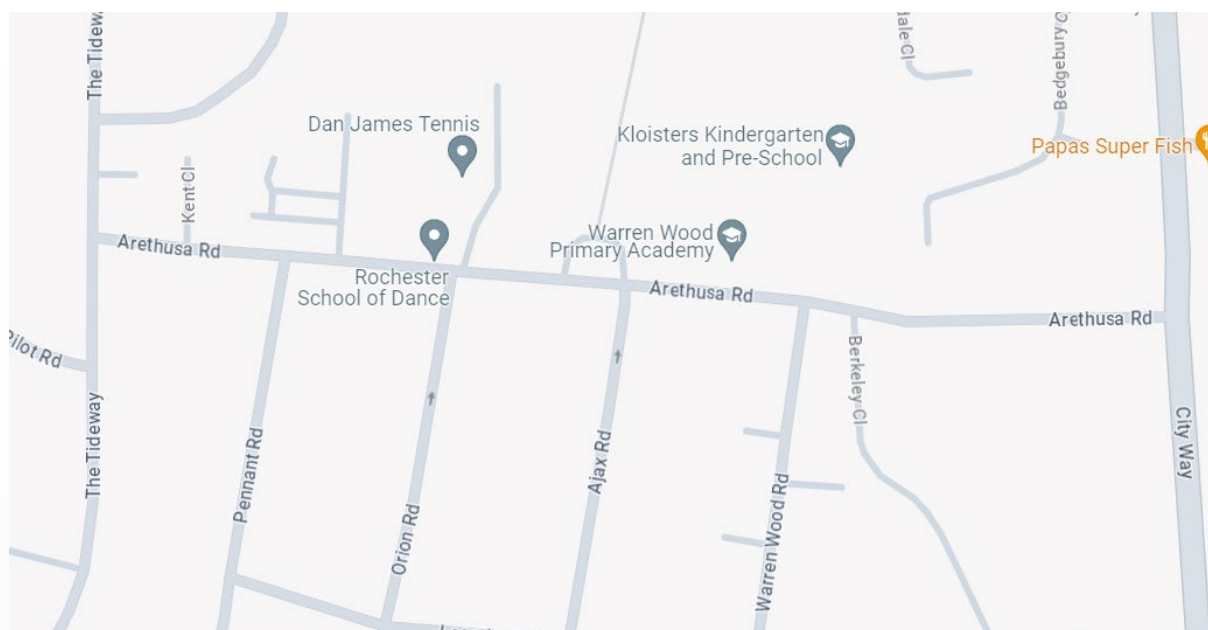 The Tidew
dale Cl
Bedgebury C
Dan James Tennis
Kloisters Kindergarten
and Pre-School
Papas Super Fish
Kent Cl
Arethusa Rd
Warren Wood
Primary Academy
Rochester
School of Dance
Arethusa Rd
Arethusa Rd
Pilot Rd
Berkeley Cl
The Tideway
City Way
Pennant Rd
Ajax Rd
Orion Rd
Warren Wood Rd